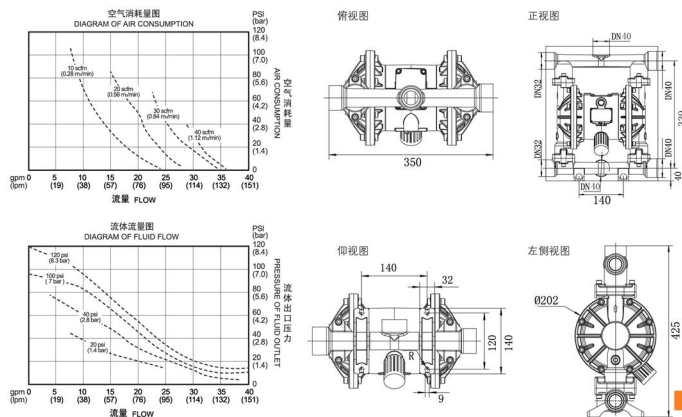 空气消耗量图
DIAGRAM OF AIR CONSUMPTION
PSI
(bar)
120
(8.4)
100
(7.0)
80
(5.6)
60
(4.2)
40
(2.8)
20
(1.4)
空气消耗量
AIR CONSUMPTION
10 scfm
(0.28 m/min)
20 scfm
(0.56 m/min)
30 scfm
(0.84 m/min)
40 scfm
(1.12 m/min)
gpm 0 5 10 15 20 25 30 35 40
(lpm) (19) (38) (57) (76) (95) (114) (132) (151)
流量 FLOW
俯视图
350
正视图
DN40
DN32
DN40
DN32
DN40
DN40
140
40
流体流量图
DIAGRAM OF FLUID FLOW
PSI
(bar)
120
(8.4)
100
(7.0)
80
(5.6)
60
(4.2)
40
(2.8)
20
(1.4)
流体出口压力
PRESSURE OF FLUID OUTLET
120 psi
(8.3 bar)
100 psi
(7 bar)
40 psi
(2.8 bar)
20 psi
(1.4 bar)
gpm 0 5 10 15 20 25 30 35 40
(lpm) (19) (38) (57) (76) (95) (114) (132) (151)
流量 FLOW
仰视图
140
32
120
140
R
9
左侧视图
Ø202
425